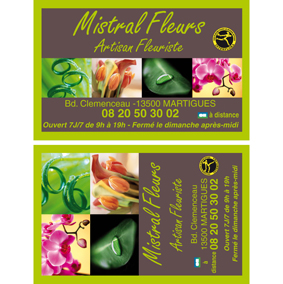 Mistral Fleurs
Artisan Fleuriste
Bd. Clemenceau -13500 MARTIGUES
08 20 50 30 02
à distance
Ouvert 7J/7 de 9h à 19h - Fermé le dimanche après-midi
Mistral Fleurs
Artisan Fleuriste
Bd. Clemenceau
13500 MARTIGUES
08 20 50 30 02
à distance
Ouvert 7J/7 de 9h à 19h
Fermé le dimanche après-midi